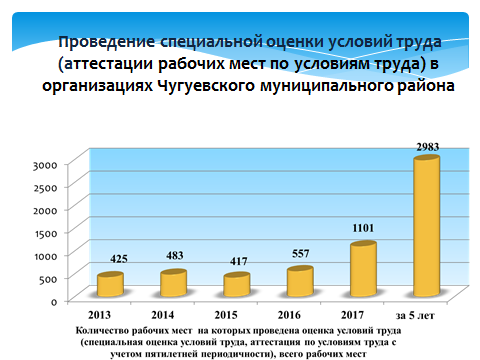 Проведение специальной оценки условий труда
(аттестации рабочих мест по условиям труда) в
организациях Чугуевского муниципального района
2983
3000
2500
2000
1500
1101
1000
425 483 417 557
500
0
2013 2014 2015 2016 2017 за 5 лет
Количество рабочих мест на которых проведена оценка условий труда
(специальная оценка условий труда, аттестация по условиям труда с
учетом пятилетней периодичности), всего рабочих мест